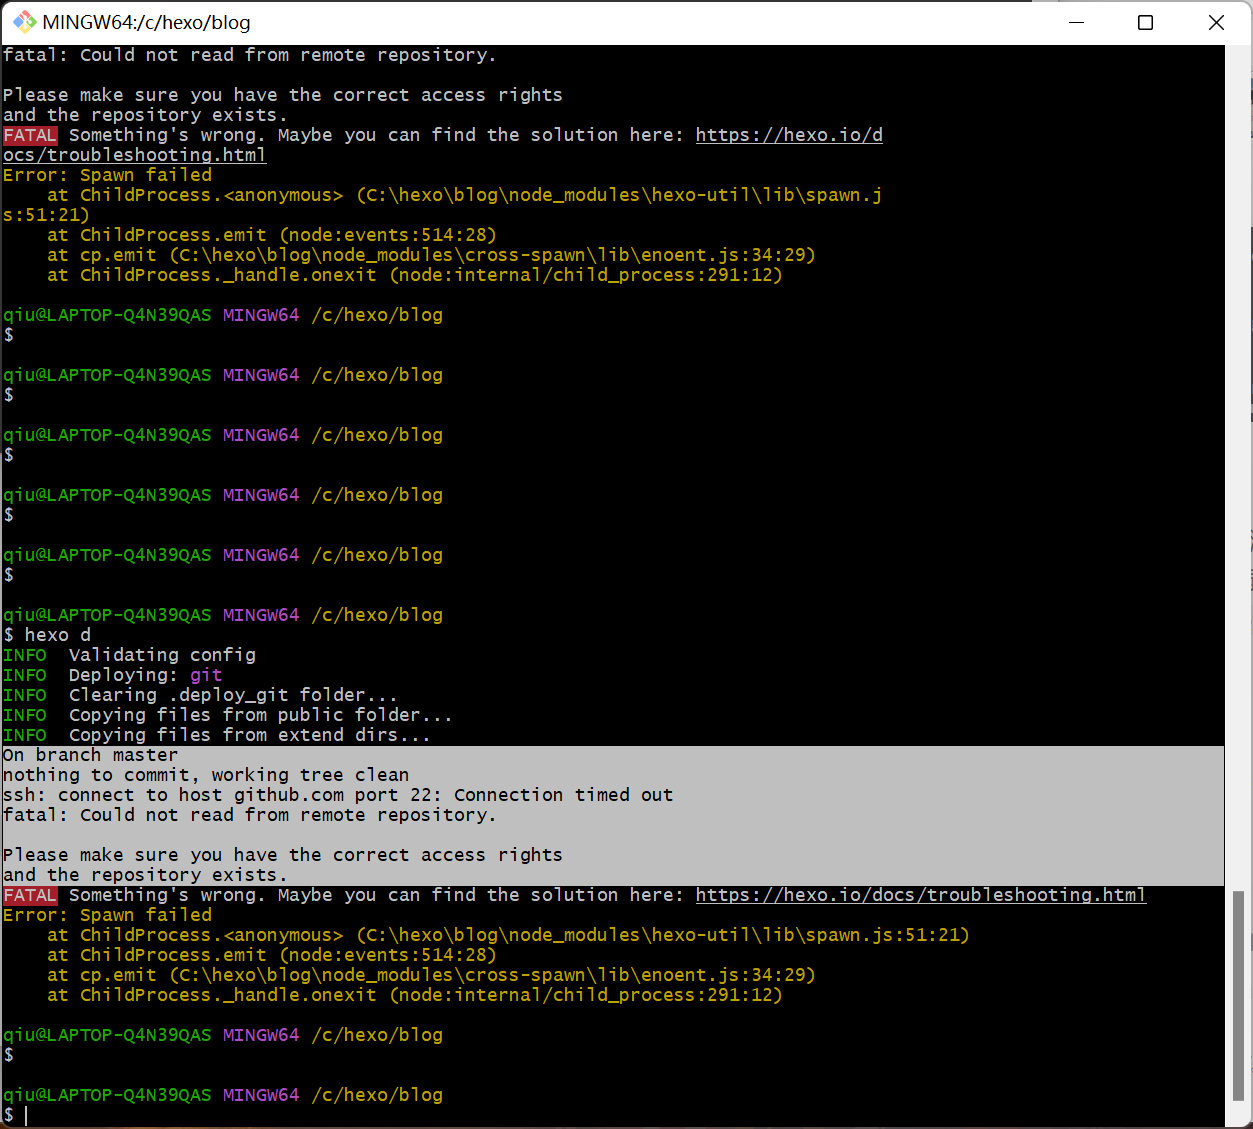 MINGW64:/c/hexo/blog
fatal: Could not read from remote repository.
Please make sure you have the correct access rights
and the repository exists.
FATAL Something's wrong. Maybe you can find the solution here: https://hexo.io/d
ocs/troubleshooting.html
Error: Spawn failed
    at ChildProcess.<anonymous> (C:\hexo\blog\node_modules\hexo-util\lib\spawn.j
s:51:21)
    at ChildProcess.emit (node:events:514:28)
    at cp.emit (C:\hexo\blog\node_modules\cross-spawn\lib\enoent.js:34:29)
    at ChildProcess._handle.onexit (node:internal/child_process:291:12)
qiu@LAPTOP-Q4N39QAS MINGW64 /c/hexo/blog
$
qiu@LAPTOP-Q4N39QAS MINGW64 /c/hexo/blog
$
qiu@LAPTOP-Q4N39QAS MINGW64 /c/hexo/blog
$
qiu@LAPTOP-Q4N39QAS MINGW64 /c/hexo/blog
$
qiu@LAPTOP-Q4N39QAS MINGW64 /c/hexo/blog
$
qiu@LAPTOP-Q4N39QAS MINGW64 /c/hexo/blog
$ hexo d
INFO  Validating config
INFO  Deploying: git
INFO  Clearing .deploy_git folder...
INFO  Copying files from public folder...
INFO  Copying files from extend dirs...
On branch master
nothing to commit, working tree clean
ssh: connect to host github.com port 22: Connection timed out
fatal: Could not read from remote repository.
Please make sure you have the correct access rights
and the repository exists.
FATAL Something's wrong. Maybe you can find the solution here: https://hexo.io/docs/troubleshooting.html
Error: Spawn failed
    at ChildProcess.<anonymous> (C:\hexo\blog\node_modules\hexo-util\lib\spawn.js:51:21)
    at ChildProcess.emit (node:events:514:28)
    at cp.emit (C:\hexo\blog\node_modules\cross-spawn\lib\enoent.js:34:29)
    at ChildProcess._handle.onexit (node:internal/child_process:291:12)
qiu@LAPTOP-Q4N39QAS MINGW64 /c/hexo/blog
$
qiu@LAPTOP-Q4N39QAS MINGW64 /c/hexo/blog
$